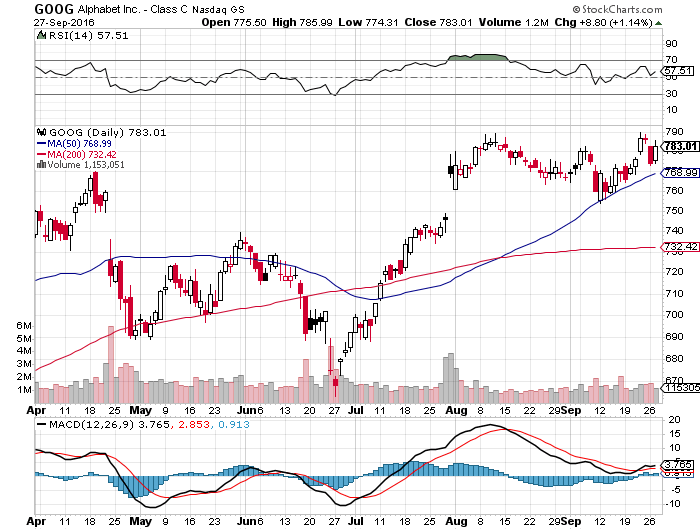 GOOG Alphabet Inc. - Class C Nasdaq GS © StockCharts.com
27-Sep-2016 Open 775.50 High 785.99 Low 774.31 Close 783.01 Volume 1.2M Chg +8.80 (+1.14%)
RSI(14) 57.51
90
70
57.51
50
30
10
GOOG (Daily) 783.01
MA(50) 768.99
MA(200) 732.42
Volume 1,153,051
790
783.01
768.99
760
750
740
732.42
730
720
710
700
690
680
670
6M
5M
4M
3M
2M
1M
115305
Apr 11 18 25 May 9 16 23 Jun 6 13 20 27 Jul 11 18 25 Aug 8 15 22 29 Sep 12 19 26
MACD(12,26,9) 3.765, 2.853, 0.913
20
15
10
5
3.765
-5
-10
Apr 11 18 25 May 9 16 23 Jun 6 13 20 27 Jul 11 18 25 Aug 8 15 22 29 Sep 12 19 26